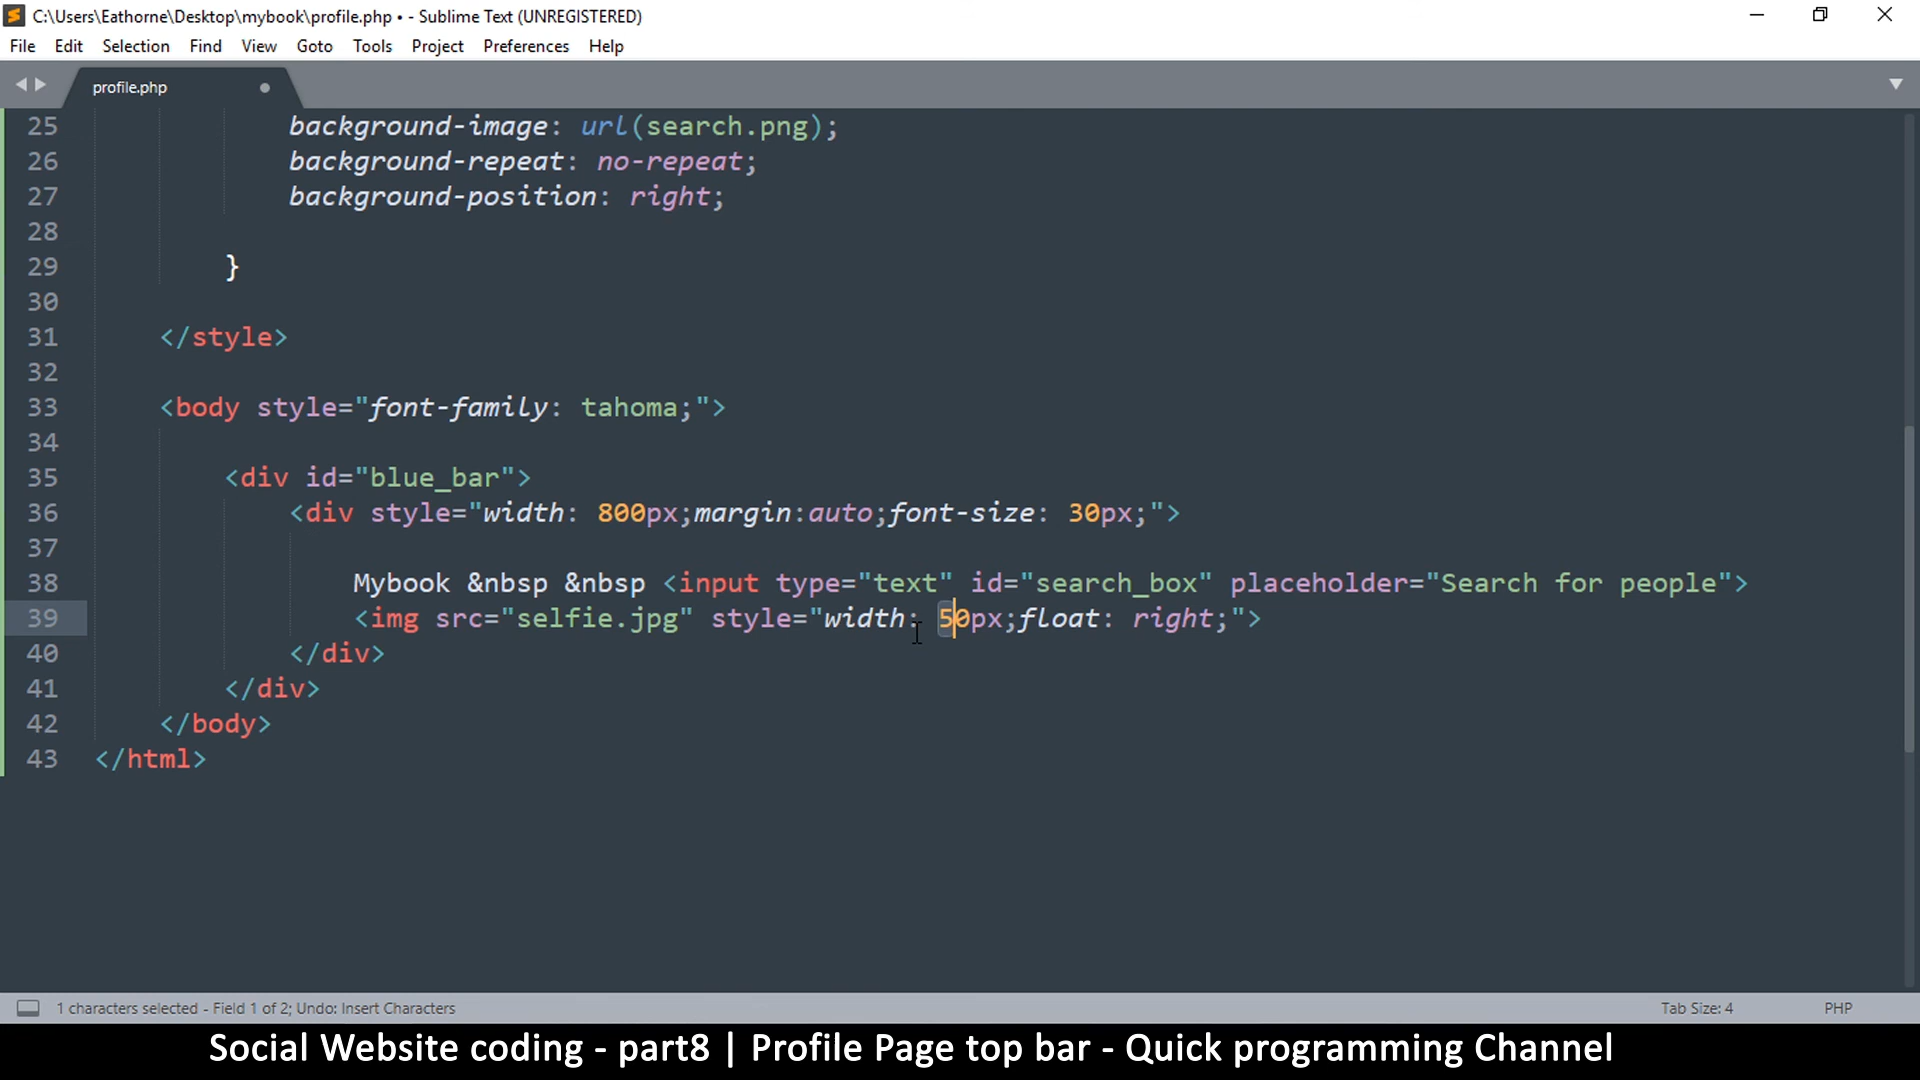 C:\Users\Eathorne\Desktop\mybook\profile.php • - Sublime Text (UNREGISTERED)
File Edit Selection Find View Goto Tools Project Preferences Help
profile.php
25 background-image: url(search.png);
26 background-repeat: no-repeat;
27 background-position: right;
28
29 }
30
31 </style>
32
33 <body style="font-family: tahoma;">
34
35 <div id="blue_bar">
36 <div style="width: 800px;margin:auto;font-size: 30px;">
37
38 Mybook &nbsp &nbsp <input type="text" id="search_box" placeholder="Search for people">
39 <img src="selfie.jpg" style="width: 50px;float: right;">
40 </div>
41 </div>
42 </body>
43 </html>
1 characters selected - Field 1 of 2; Undo: Insert Characters Tab Size: 4 PHP
Social Website coding - part8 | Profile Page top bar - Quick programming Channel